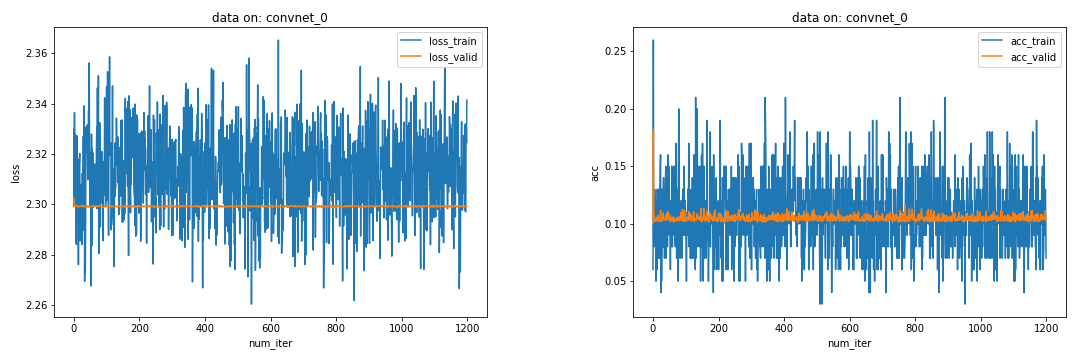 data on: convnet_0
loss_train
loss_valid
2.36
2.34
2.32
2.30
2.28
2.26
loss
0 200 400 600 800 1000 1200
num_iter
data on: convnet_0
acc_train
acc_valid
0.25
0.20
0.15
0.10
0.05
acc
0 200 400 600 800 1000 1200
num_iter